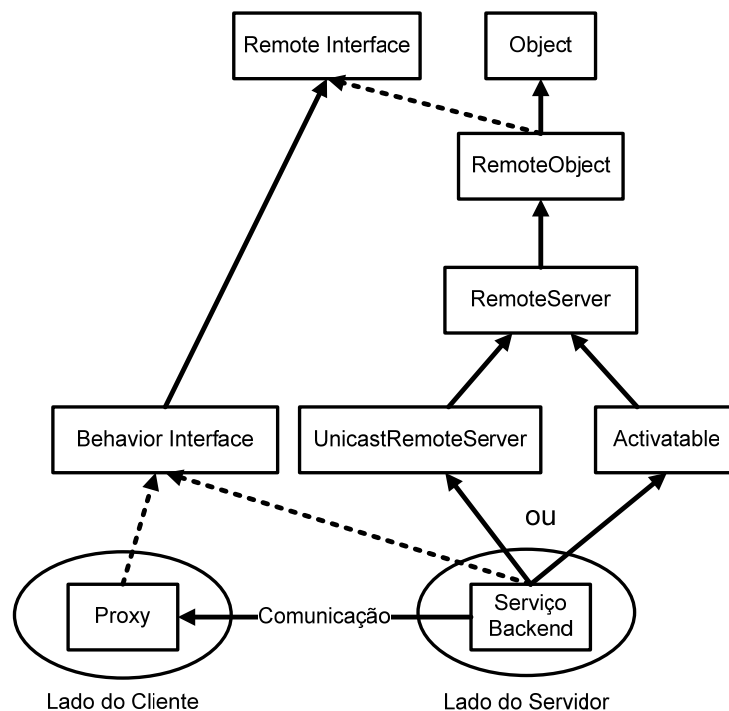 Remote Interface
Object
RemoteObject
RemoteServer
Behavior Interface
UnicastRemoteServer
Activatable
ou
Proxy
Comunicação
Serviço
Backend
Lado do Cliente
Lado do Servidor